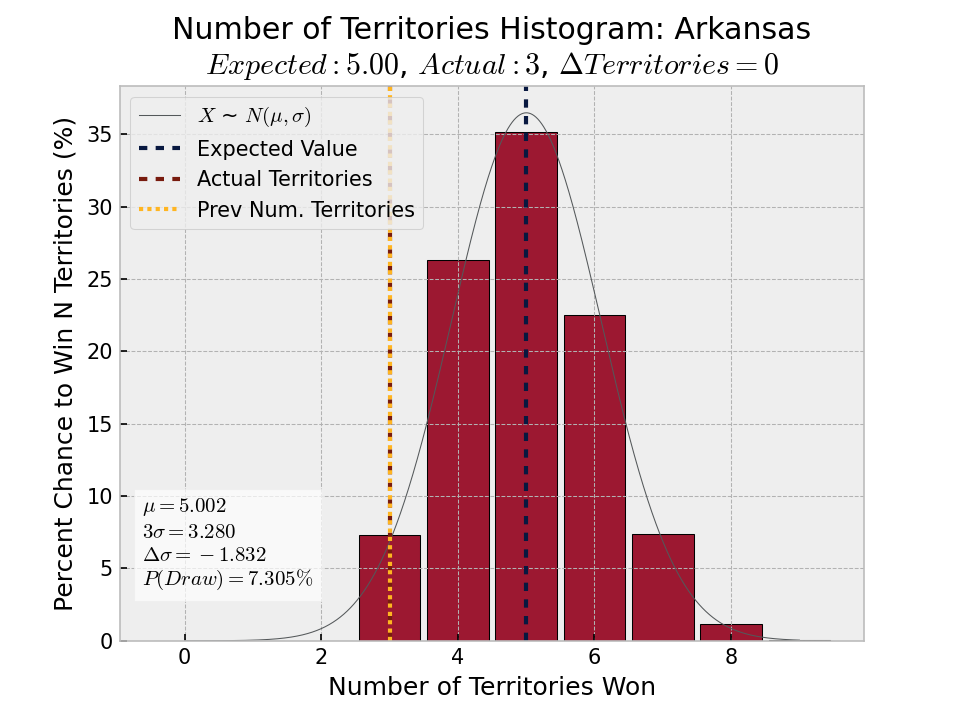 Number of Territories Histogram: Arkansas
Expected : 5.00, Actual : 3, ΔTerritories = 0
Percent Chance to Win N Territories (%)
X ~ N(μ, σ)
Expected Value
Actual Territories
Prev Num. Territories
35
30
25
20
15
10
5
0
μ = 5.002
3σ = 3.280
Δσ = − 1.832
P(Draw) = 7.305%
0 2 4 6 8
Number of Territories Won